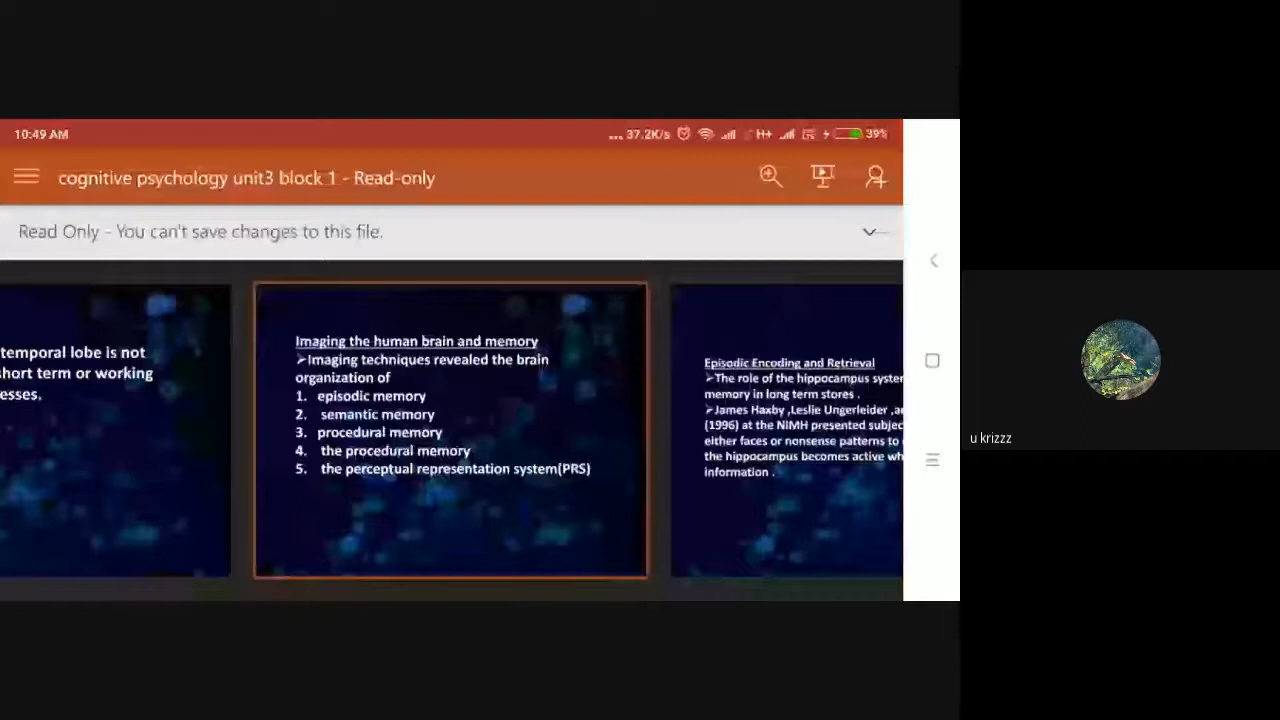 10:49 AM
... 37.2K/s H+ 39%
cognitive psychology unit3 block 1 - Read-only
Read Only - You can't save changes to this file.
temporal lobe is not
short term or working
esses.
Imaging the human brain and memory
➢Imaging techniques revealed the brain
organization of
1. episodic memory
2. semantic memory
3. procedural memory
4. the procedural memory
5. the perceptual representation system(PRS)
Episodic Encoding and Retrieval
➢The role of the hippocampus syster
memory in long term stores .
➢James Haxby ,Leslie Ungerleider ,a
(1996) at the NIMH presented subjec
either faces or nonsense patterns to
the hippocampus becomes active wh
information .
u krizzz